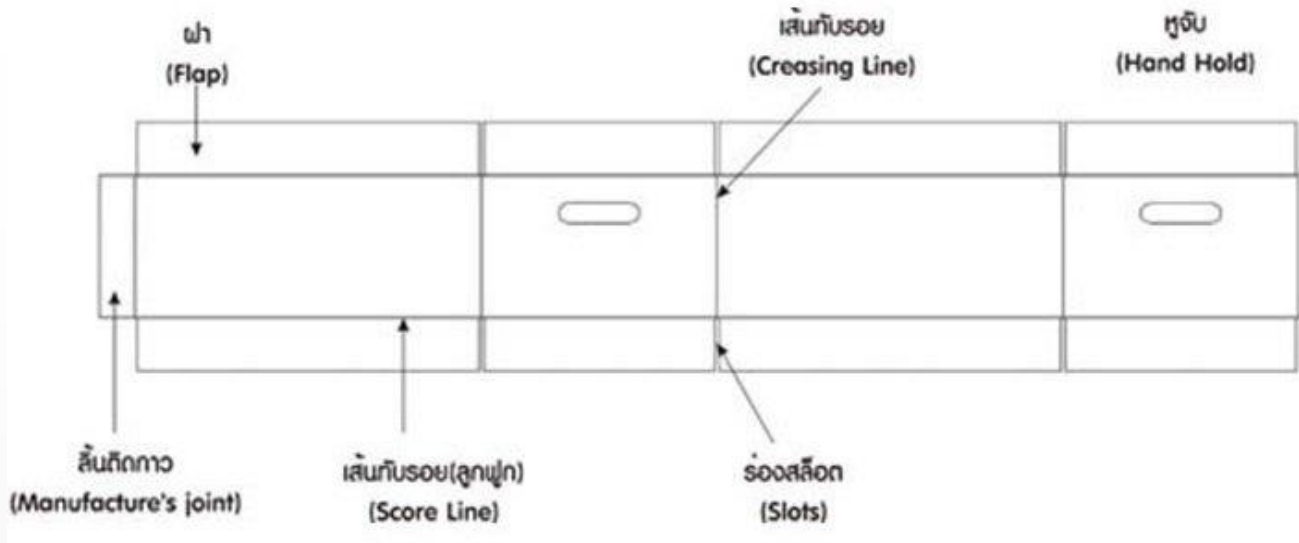 ฝา
(Flap)
เส้นทับรอย
(Creasing Line)
หูจับ
(Hand Hold)
ลิ้นติดกาว
(Manufacture's joint)
เส้นทับรอย(ลูกฟูก)
(Score Line)
ร่องสล็อต
(Slots)